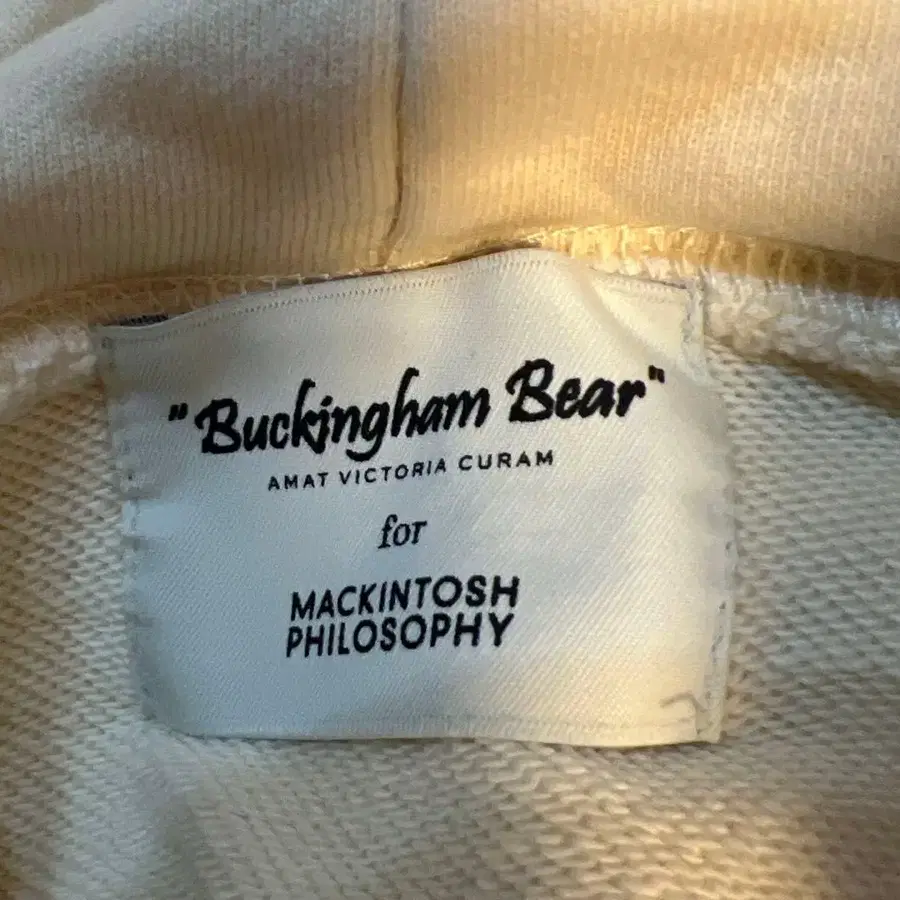 "Buckingham Bear"
AMAT VICTORIA CURAM
for
MACKINTOSH
PHILOSOPHY